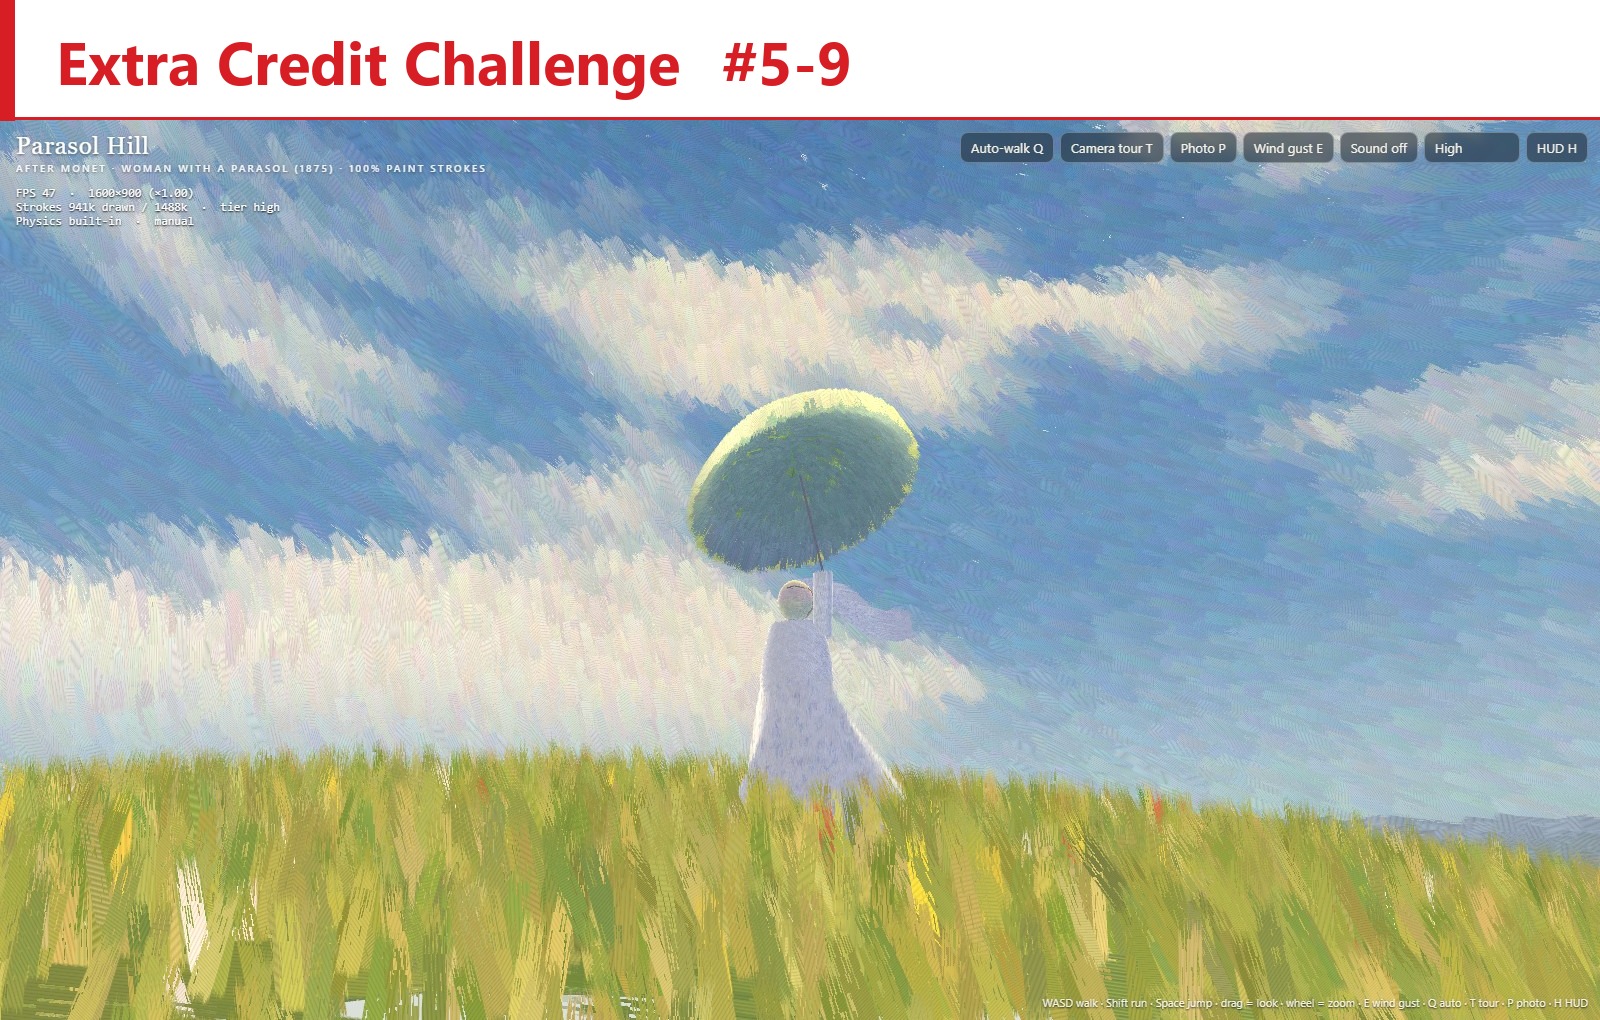 Extra Credit Challenge #5-9
Parasol Hill
AFTER MONET · WOMAN WITH A PARASOL (1875) · 100% PAINT STROKES
FPS 47 · 1600×900 (×1.00)
Strokes 941k drawn / 1488k · tier high
Physics built-in · manual
Auto-walk Q Camera tour T Photo P Wind gust E Sound off High HUD H
WASD walk · Shift run · Space jump · drag = look · wheel = zoom · E wind gust · Q auto · T tour · P photo · H HUD